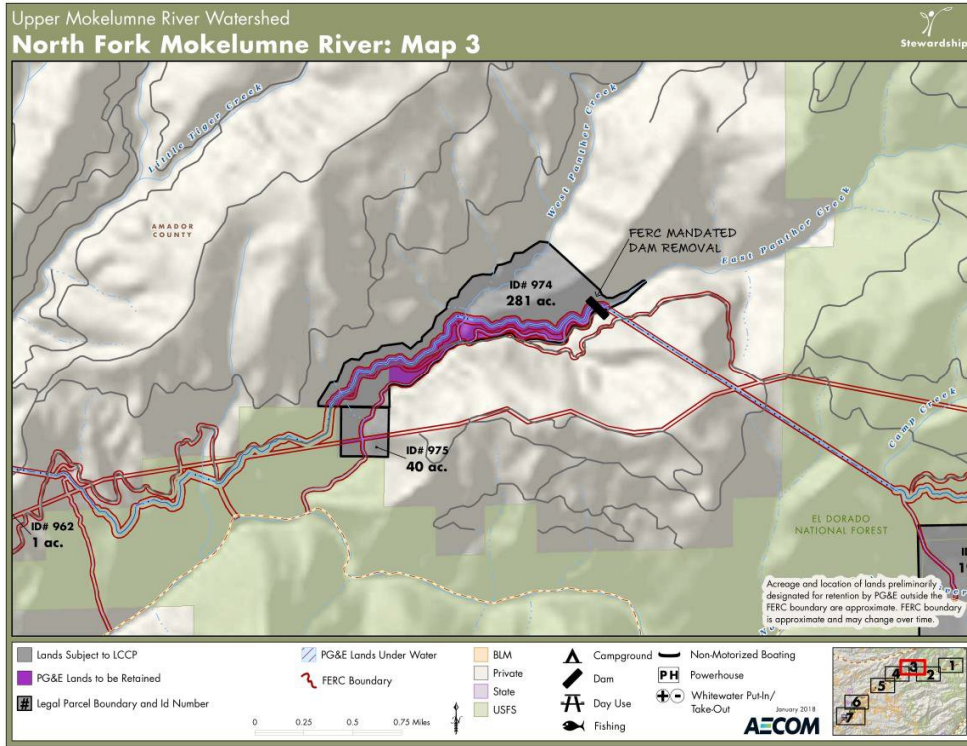 Upper Mokelumne River Watershed
North Fork Mokelumne River: Map 3
Stewardship
Little Tiger Creek
West Panther Creek
AMADOR
COUNTY
FERC MANDATED
DAM REMOVAL
East Panther Creek
ID# 974
281 ac.
Camp Creek
ID# 975
40 ac.
ID# 962
1 ac.
EL DORADO
NATIONAL FOREST
Acreage and location of lands preliminarily
designated for retention by PG&E outside the
FERC boundary are approximate. FERC boundary
is approximate and may change over time.
Lands Subject to LCCP
PG&E Lands to be Retained
# Legal Parcel Boundary and Id Number
PG&E Lands Under Water
FERC Boundary
0 0.25 0.5 0.75 Miles
BLM
Private
State
USFS
Campground
Dam
Day Use
Fishing
Non-Motorized Boating
PH Powerhouse
Whitewater Put-In/
Take-Out
January 2018
AECOM
1
2
3
4
5
6
7